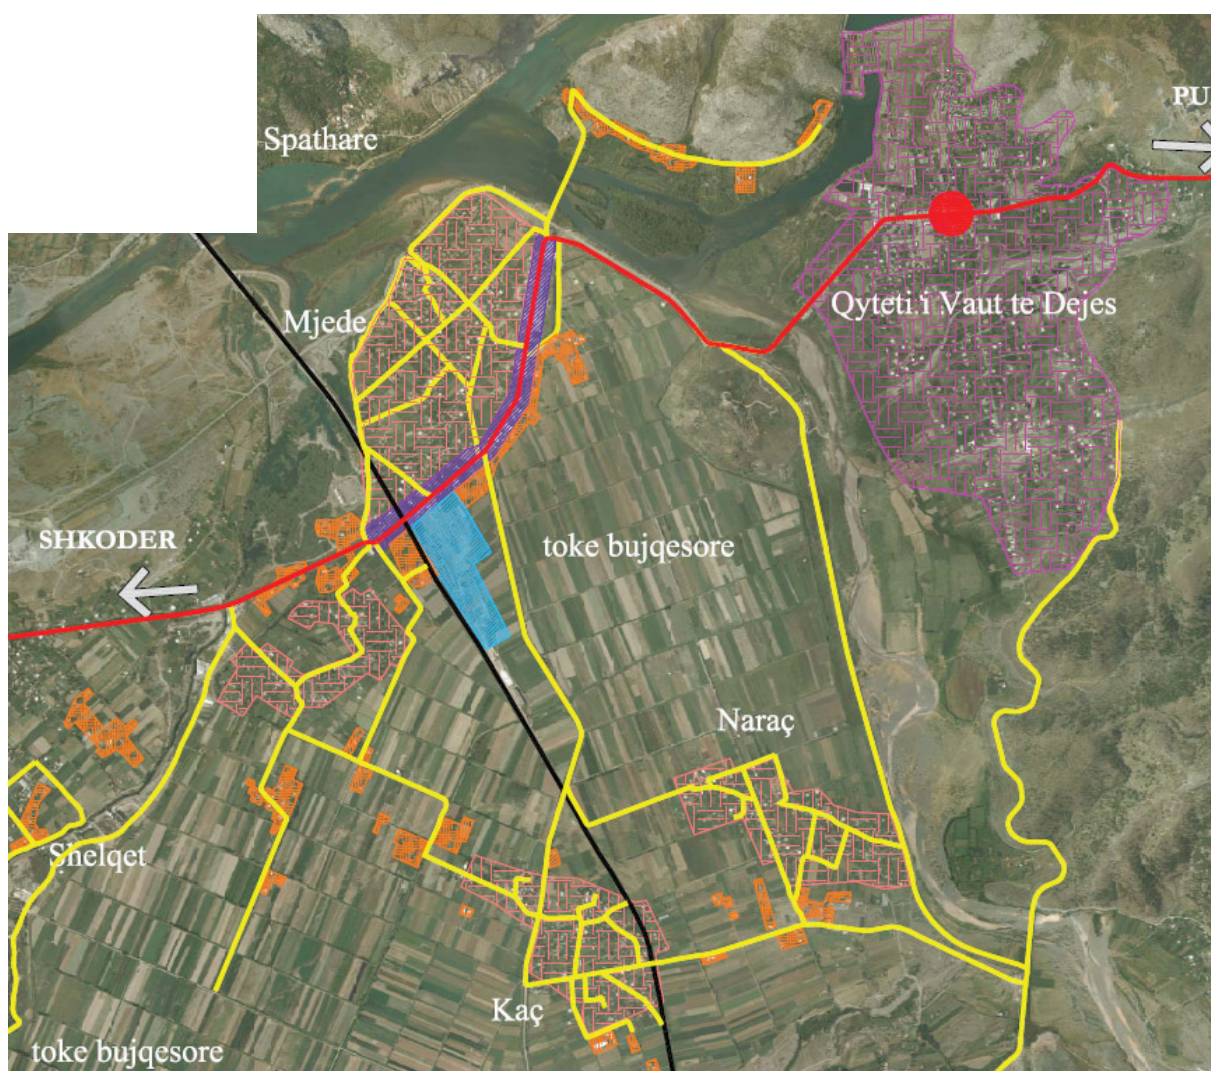 PU
Spathare
Qyteti i Vaut te Dejes
Mjede
SHKODER
toke bujqesore
Naraç
Shelqet
Kaç
toke bujqesore